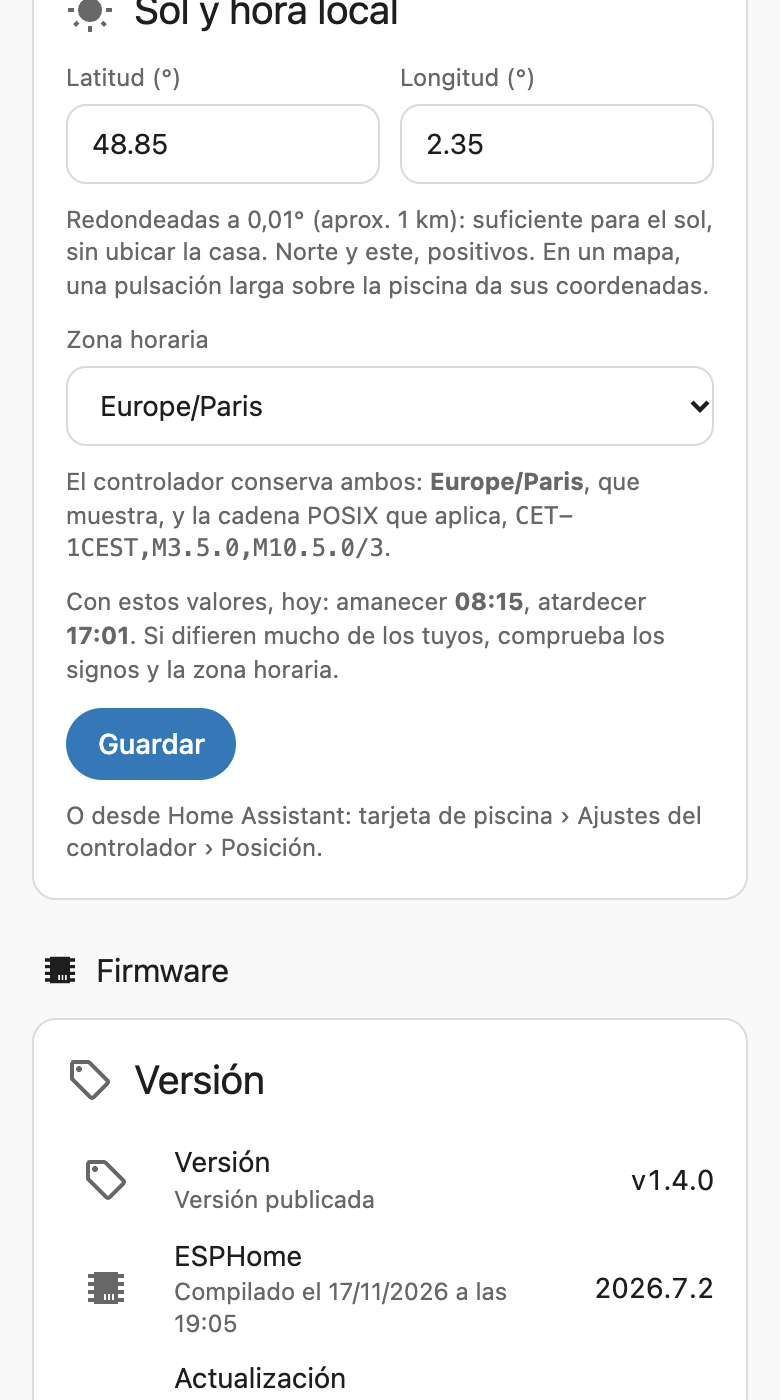 Sol y hora local
Latitud (°)
Longitud (°)
48.85
2.35
Redondeadas a 0,01° (aprox. 1 km): suficiente para el sol,
sin ubicar la casa. Norte y este, positivos. En un mapa,
una pulsación larga sobre la piscina da sus coordenadas.
Zona horaria
Europe/Paris
El controlador conserva ambos: Europe/Paris, que
muestra, y la cadena POSIX que aplica, CET-
1CEST,M3.5.0,M10.5.0/3.
Con estos valores, hoy: amanecer 08:15, atardecer
17:01. Si difieren mucho de los tuyos, comprueba los
signos y la zona horaria.
Guardar
O desde Home Assistant: tarjeta de piscina › Ajustes del
controlador › Posición.
Firmware
Versión
Versión
Versión publicada
v1.4.0
ESPHome
Compilado el 17/11/2026 a las
19:05
2026.7.2
Actualización